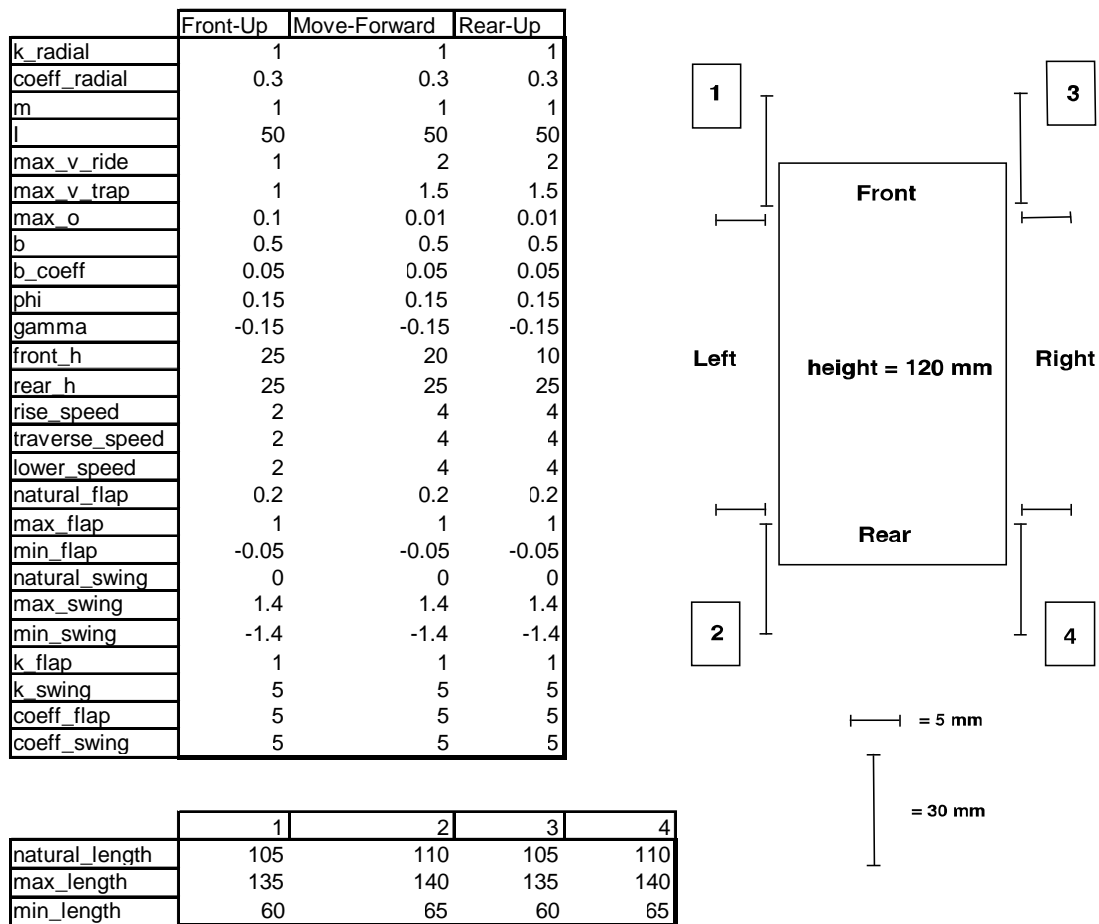 Front-Up Move-Forward Rear-Up
k_radial 1 1 1
coeff_radial 0.3 0.3 0.3
m 1 1 1
I 50 50 50
max_v_ride 1 2 2
max_v_trap 1 1.5 1.5
max_o 0.1 0.01 0.01
b 0.5 0.5 0.5
b_coeff 0.05 0.05 0.05
phi 0.15 0.15 0.15
gamma -0.15 -0.15 -0.15
front_h 25 20 10
rear_h 25 25 25
rise_speed 2 4 4
traverse_speed 2 4 4
lower_speed 2 4 4
natural_flap 0.2 0.2 0.2
max_flap 1 1 1
min_flap -0.05 -0.05 -0.05
natural_swing 0 0 0
max_swing 1.4 1.4 1.4
min_swing -1.4 -1.4 -1.4
k_flap 1 1 1
k_swing 5 5 5
coeff_flap 5 5 5
coeff_swing 5 5 5
1 2 3 4
natural_length 105 110 105 110
max_length 135 140 135 140
min_length 60 65 60 65
1 3
Front
Left height = 120 mm Right
Rear
2 4
= 5 mm
= 30 mm